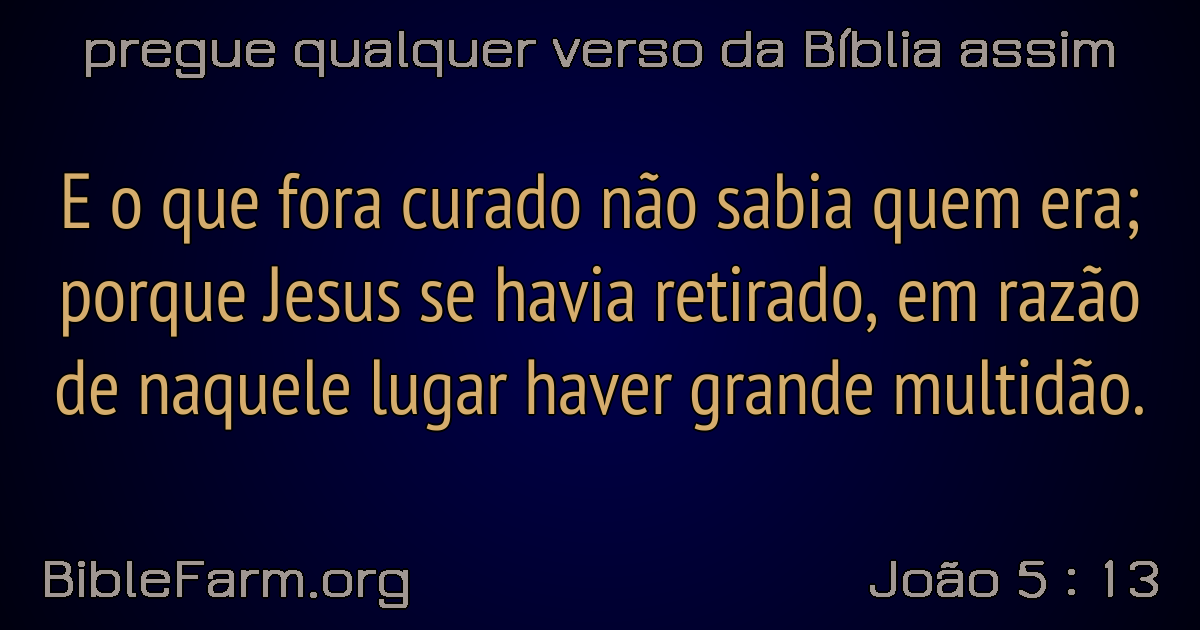 pregue qualquer verso da Bíblia assim
E o que fora curado não sabia quem era;
porque Jesus se havia retirado, em razão
de naquele lugar haver grande multidão.
BibleFarm.org
João 5 : 13